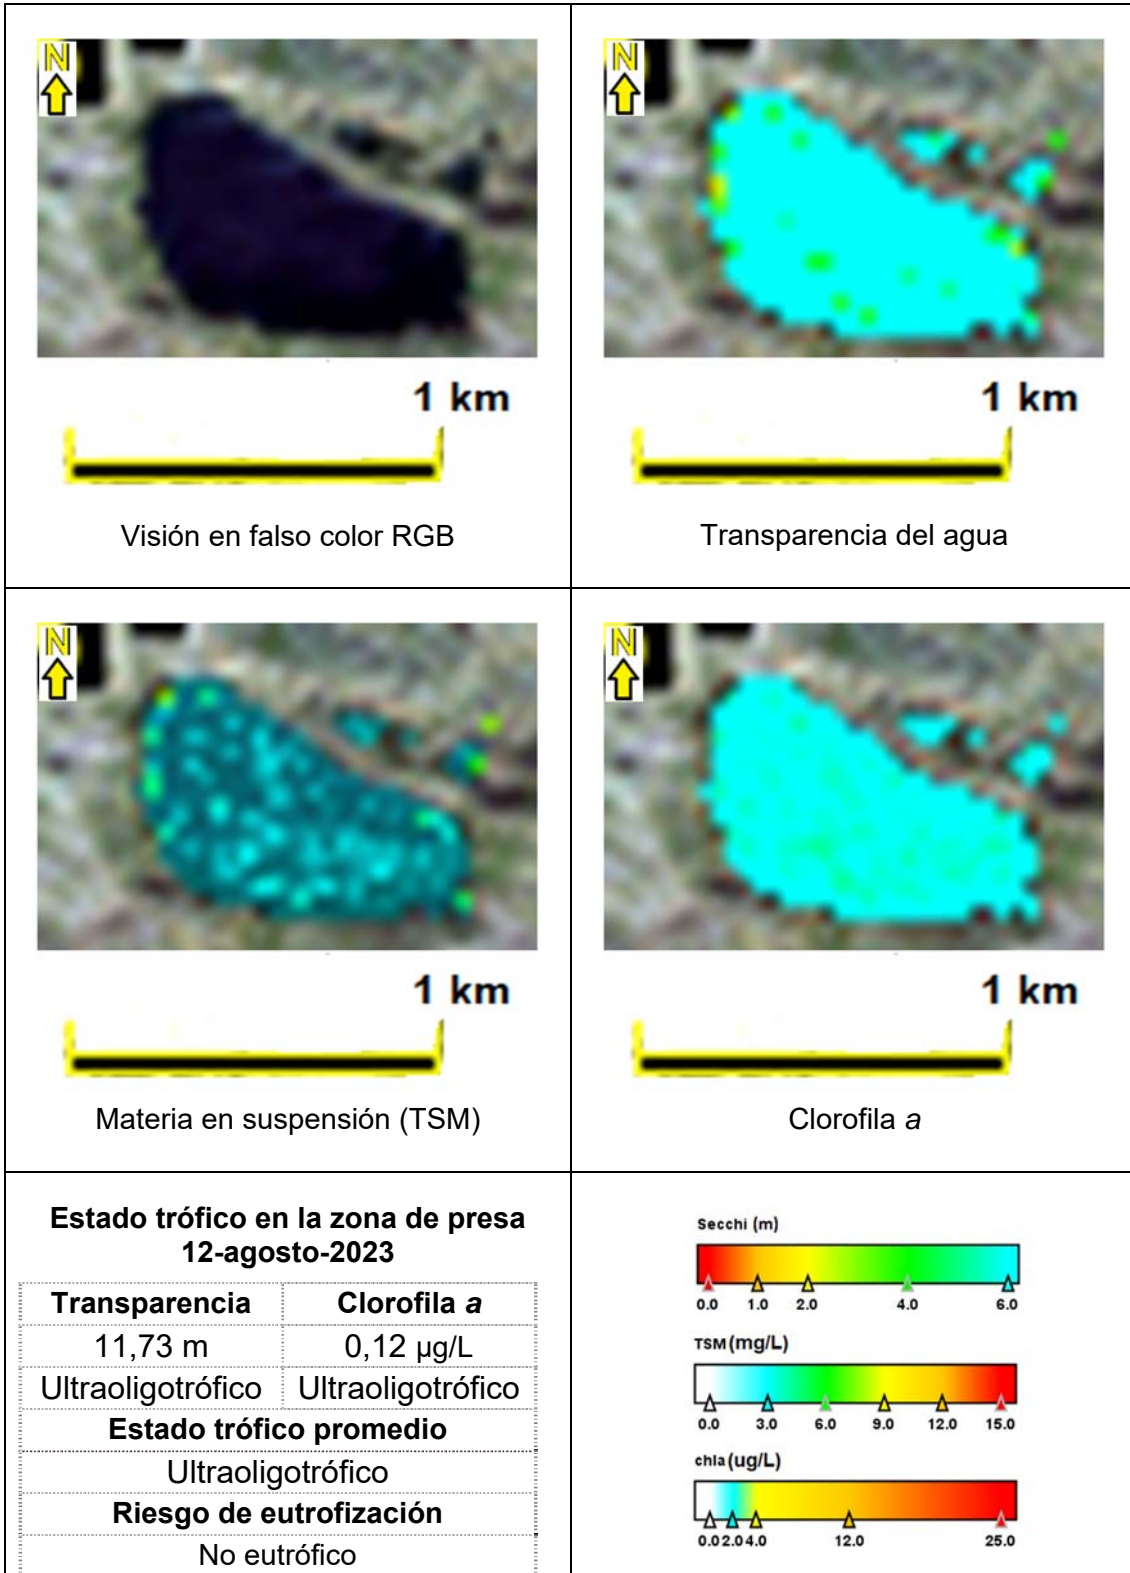 N
N
1 km
1 km
Visión en falso color RGB
Transparencia del agua
N
N
1 km
1 km
Materia en suspensión (TSM)
Clorofila a
Estado trófico en la zona de presa
12-agosto-2023
Transparencia Clorofila a
11,73 m 0,12 µg/L
Ultraoligotrófico Ultraoligotrófico
Estado trófico promedio
Ultraoligotrófico
Riesgo de eutrofización
No eutrófico
Secchi (m)
0.0 1.0 2.0 4.0 6.0
TSM (mg/L)
0.0 3.0 6.0 9.0 12.0 15.0
chla (ug/L)
0.0 2.0 4.0 12.0 25.0